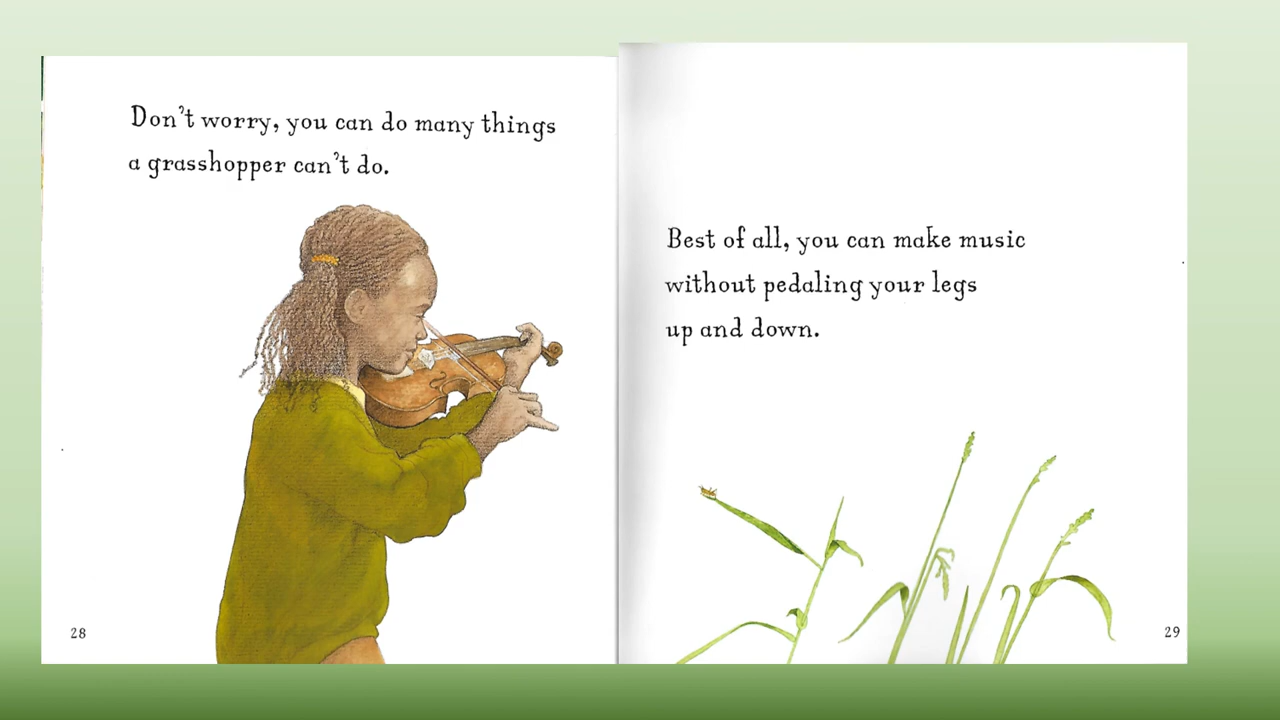 Don't worry, you can do many things
a grasshopper can't do.
28
Best of all, you can make music
without pedaling your legs
up and down.
29